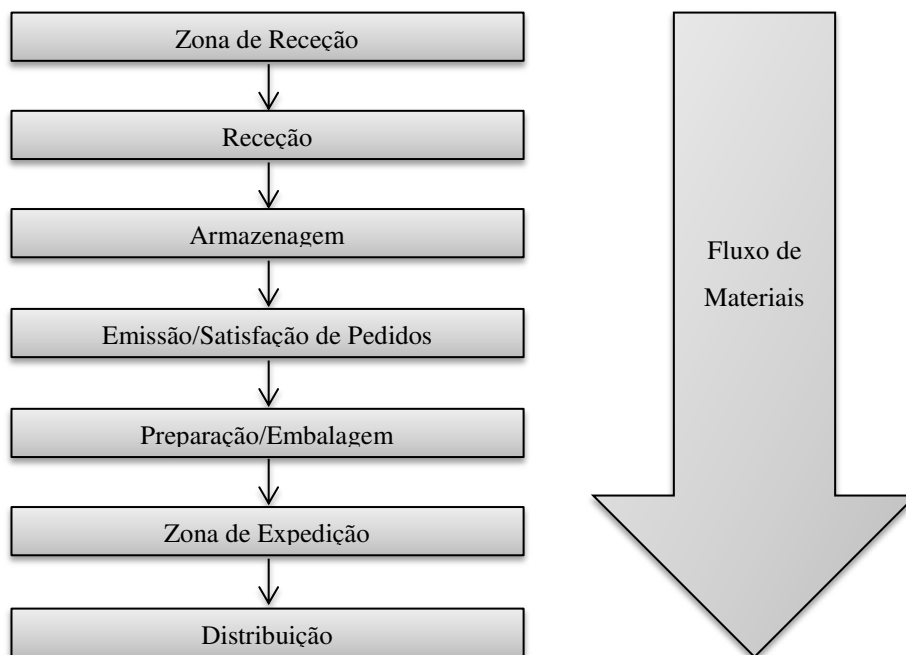 Zona de Receção
Receção
Armazenagem
Emissão/Satisfação de Pedidos
Preparação/Embalagem
Zona de Expedição
Distribuição
Fluxo de
Materiais